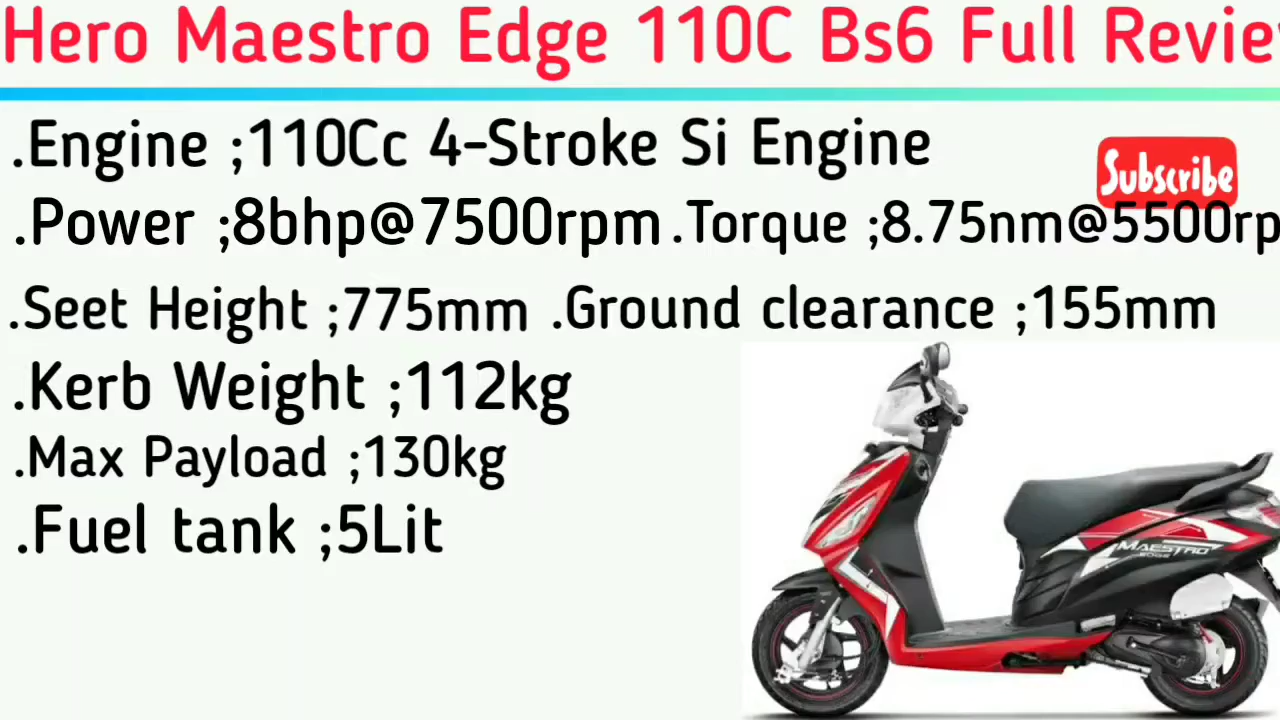 Hero Maestro Edge 110C Bs6 Full Revie
.Engine ;110Cc 4-Stroke Si Engine
Subscribe
.Power ;8bhp@7500rpm .Torque ;8.75nm@5500rp
.Seet Height ;775mm .Ground clearance ;155mm
.Kerb Weight ;112kg
.Max Payload ;130kg
.Fuel tank ;5Lit
MAESTRO
EDGE